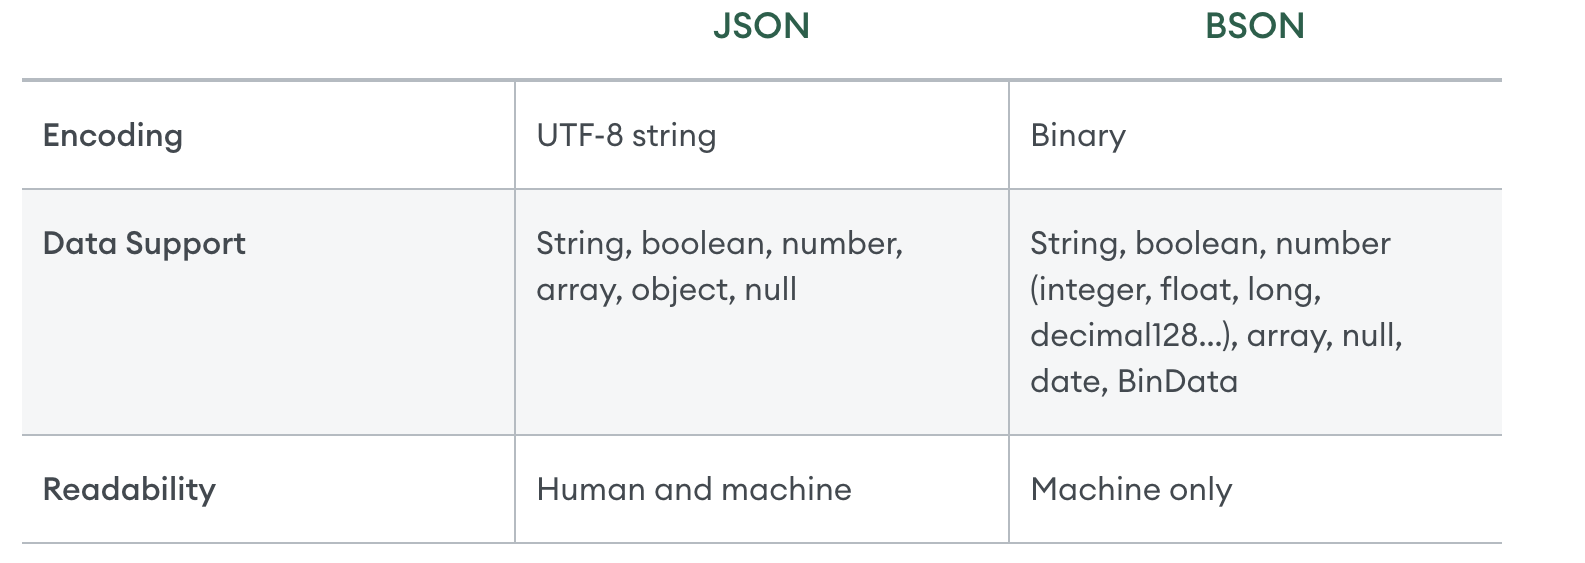 JSON BSON
Encoding UTF-8 string Binary
Data Support String, boolean, number, String, boolean, number
array, object, null (integer, float, long,
decimal128...), array, null,
date, BinData
Readability Human and machine Machine only